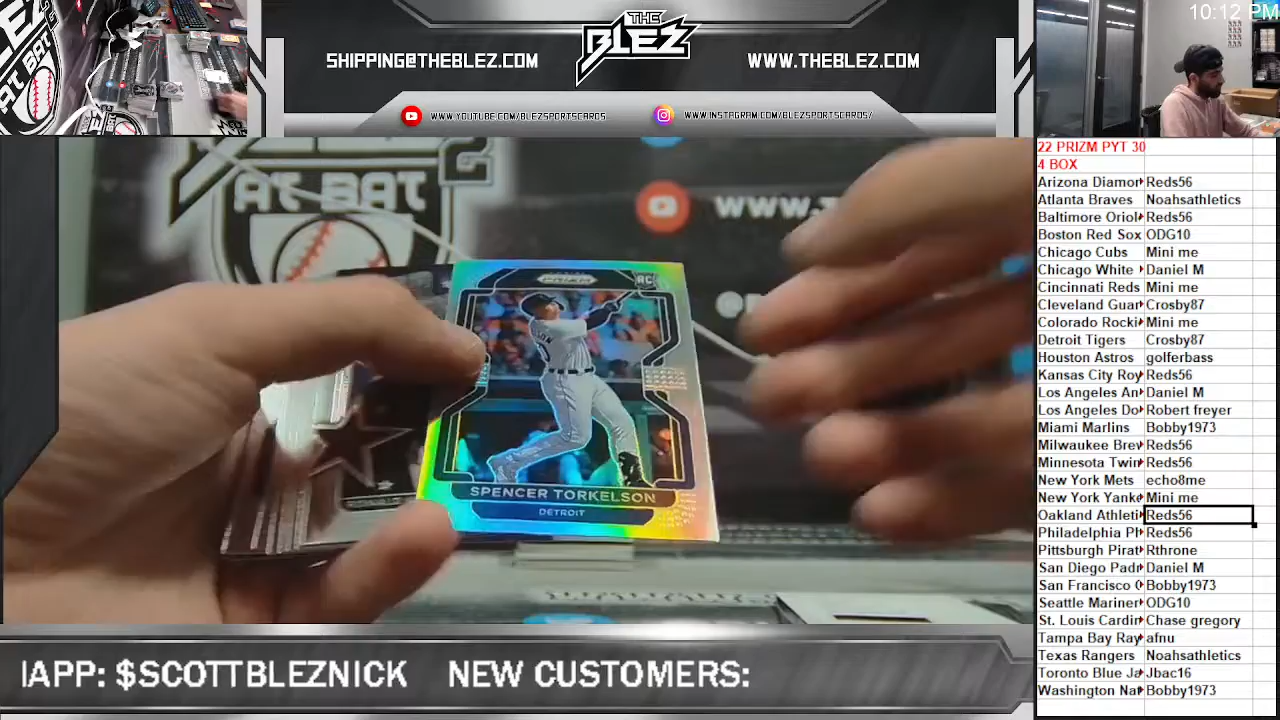 10:12 PM
THE
BLEZ
SHIPPING@THEBLEZ.COM
WWW.THEBLEZ.COM
WWW.YOUTUBE.COM/BLEZSPORTSCARDS
WWW.INSTAGRAM.COM/BLEZSPORTSCARDS/
AT BAT
2
WWW.
PRIZM
RC
SPENCER TORKELSON
DETROIT
22 PRIZM PYT 30
4 BOX
Arizona Diamor Reds56
Atlanta Braves Noahsathletics
Baltimore Oriol Reds56
Boston Red Sox ODG10
Chicago Cubs Mini me
Chicago White Daniel M
Cincinnati Reds Mini me
Cleveland Guar Crosby87
Colorado Rocki Mini me
Detroit Tigers Crosby87
Houston Astros golferbass
Kansas City Roy Reds56
Los Angeles An Daniel M
Los Angeles Do Robert freyer
Miami Marlins Bobby1973
Milwaukee Brev Reds56
Minnesota Twin Reds56
New York Mets echo8me
New York Yanke Mini me
Oakland Athleti Reds56
Philadelphia Pl Reds56
Pittsburgh Pirat Rthrone
San Diego Padr Daniel M
San Francisco G Bobby1973
Seattle Mariner ODG10
St. Louis Cardin Chase gregory
Tampa Bay Ray afnu
Texas Rangers Noahsathletics
Toronto Blue Ja Jbac16
Washington Nat Bobby1973
APP: $SCOTTBLEZNICK NEW CUSTOMERS: